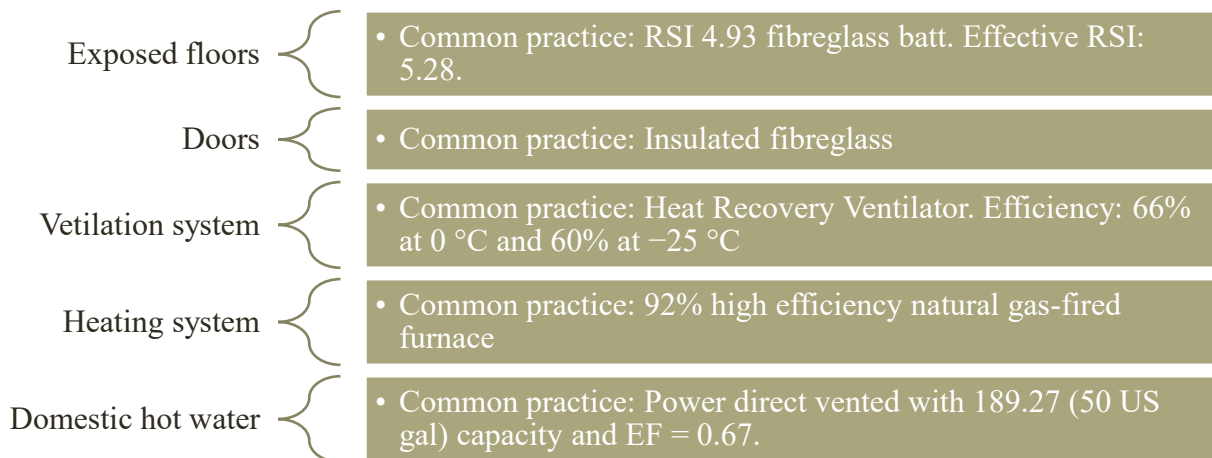 Exposed floors
• Common practice: RSI 4.93 fibreglass batt. Effective RSI:
5.28.
Doors
• Common practice: Insulated fibreglass
Vetilation system
• Common practice: Heat Recovery Ventilator. Efficiency: 66%
at 0 °C and 60% at −25 °C
Heating system
• Common practice: 92% high efficiency natural gas-fired
furnace
Domestic hot water
• Common practice: Power direct vented with 189.27 (50 US
gal) capacity and EF = 0.67.